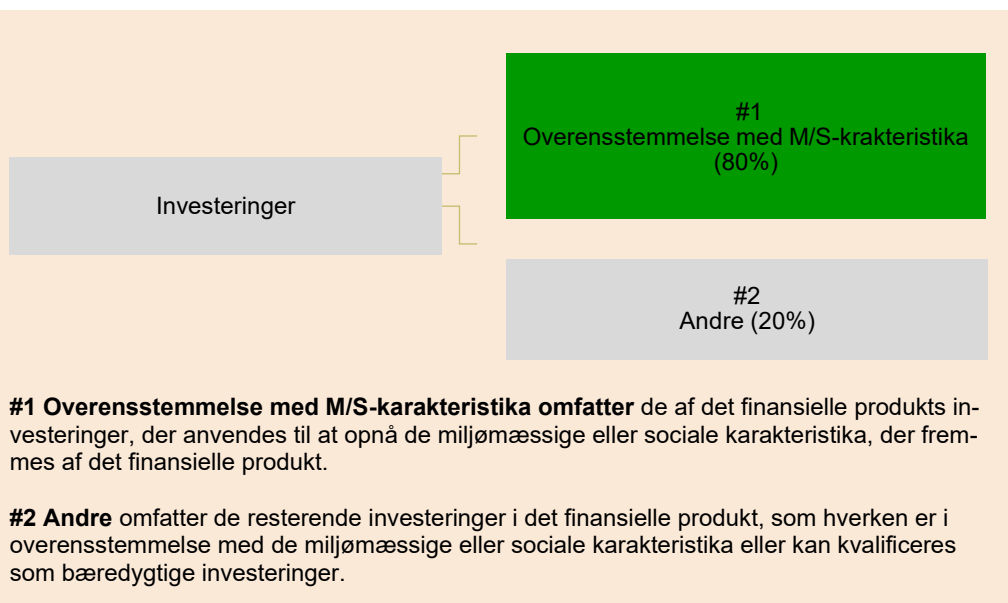 #1
Overensstemmelse med M/S-krakteristika
(80%)
Investeringer
#2
Andre (20%)
#1 Overensstemmelse med M/S-karakteristika omfatter de af det finansielle produkts in-
vesteringer, der anvendes til at opnå de miljømæssige eller sociale karakteristika, der frem-
mes af det finansielle produkt.
#2 Andre omfatter de resterende investeringer i det finansielle produkt, som hverken er i
overensstemmelse med de miljømæssige eller sociale karakteristika eller kan kvalificeres
som bæredygtige investeringer.